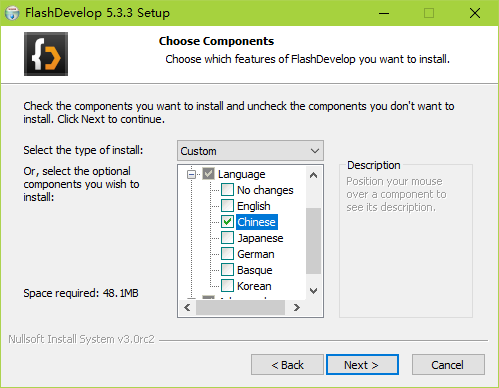 FlashDevelop 5.3.3 Setup
Choose Components
Choose which features of FlashDevelop you want to install.
Check the components you want to install and uncheck the components you don't want to
install. Click Next to continue.
Select the type of install:
Custom
Or, select the optional
components you wish to
install:
Language
No changes
English
Chinese
Japanese
German
Basque
Korean
Description
Position your mouse
over a component to
see its description.
Space required: 48.1MB
Nullsoft Install System v3.0rc2
< Back
Next >
Cancel